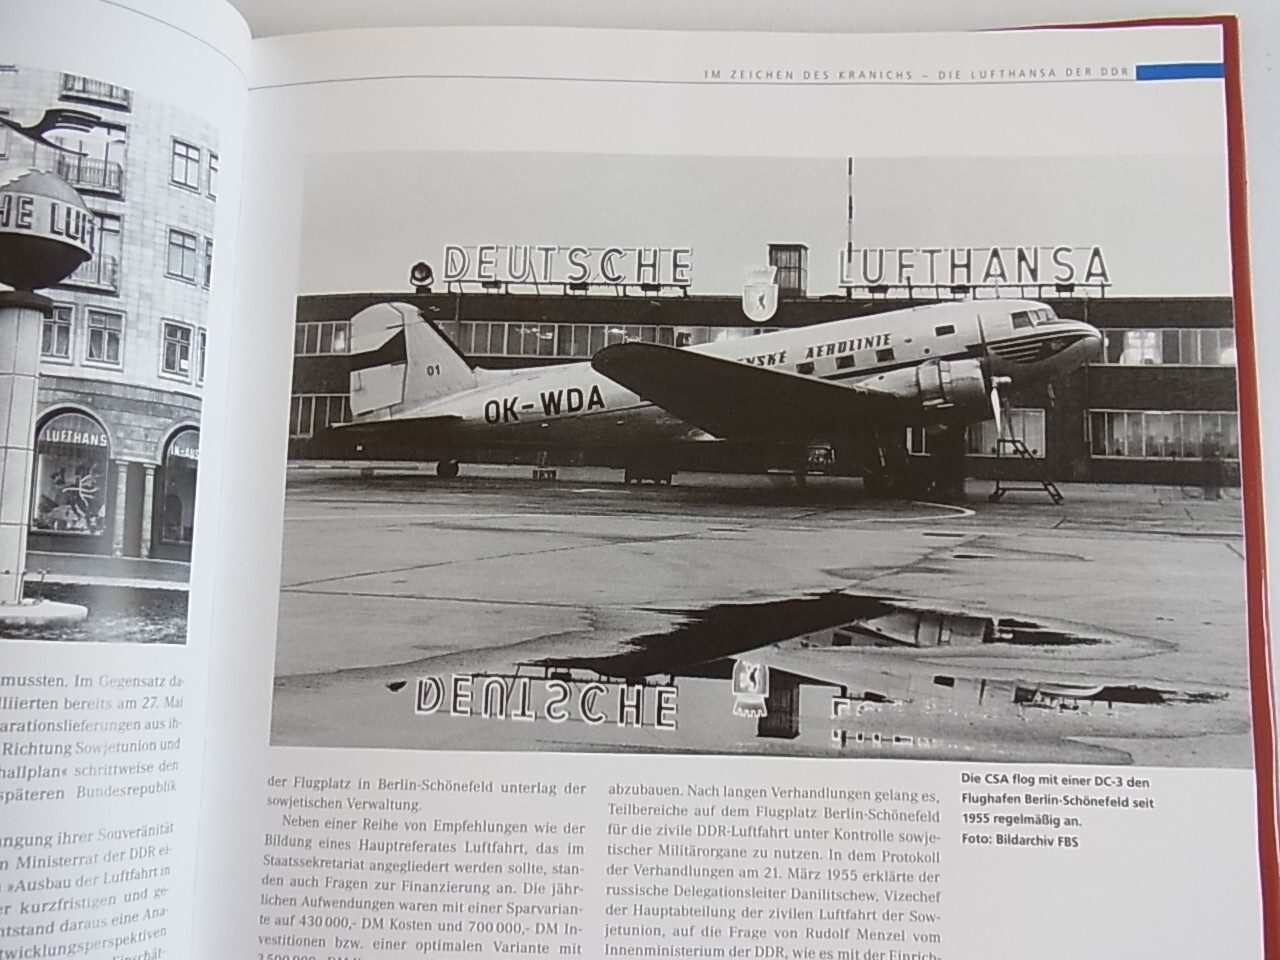 IM ZEICHEN DES KRANICHS – DIE LUFTHANSA DER DDR
HE LUFT
LUFTHANS
DEUTSCHE LUFTHANSA
AEROLINIE
01
OK-WDA
DEUTSCHE
mussten. Im Gegensatz da-
lliierten bereits am 27. Mai
arationslieferungen aus ih-
Richtung Sowjetunion und
hallplan« schrittweise den
späteren Bundesrepublik
ngung ihrer Souveränität
n Ministerrat der DDR ei-
»Ausbau der Luftfahrt in
er kurzfristigen und ge-
ntstand daraus eine Ana-
twicklungsperspektiven
der Flugplatz in Berlin-Schönefeld unterlag der
sowjetischen Verwaltung.
Neben einer Reihe von Empfehlungen wie der
Bildung eines Hauptreferates Luftfahrt, das im
Staatssekretariat angegliedert werden sollte, stan-
den auch Fragen zur Finanzierung an. Die jähr-
lichen Aufwendungen waren mit einer Sparvarian-
te auf 430 000,- DM Kosten und 700 000,- DM In-
vestitionen bzw. einer optimalen Variante mit
abzubauen. Nach langen Verhandlungen gelang es,
Teilbereiche auf dem Flugplatz Berlin-Schönefeld
für die zivile DDR-Luftfahrt unter Kontrolle sowje-
tischer Militärorgane zu nutzen. In dem Protokoll
der Verhandlungen am 21. März 1955 erklärte der
russische Delegationsleiter Danilitschew, Vizechef
der Hauptabteilung der zivilen Luftfahrt der Sow-
jetunion, auf die Frage von Rudolf Menzel vom
Innenministerium der DDR, wie es mit der Einrich-
Die CSA flog mit einer DC-3 den
Flughafen Berlin-Schönefeld seit
1955 regelmäßig an.
Foto: Bildarchiv FBS